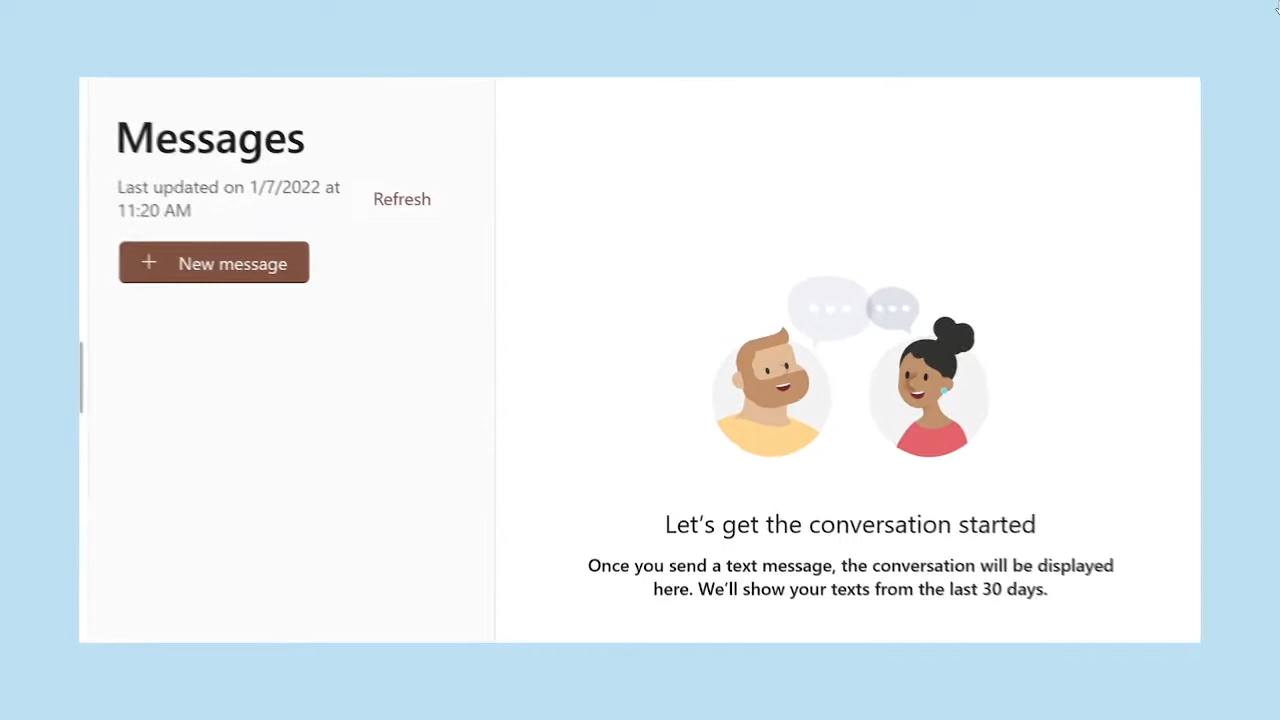 Messages
Last updated on 1/7/2022 at
11:20 AM
Refresh
+ New message
Let's get the conversation started
Once you send a text message, the conversation will be displayed
here. We'll show your texts from the last 30 days.